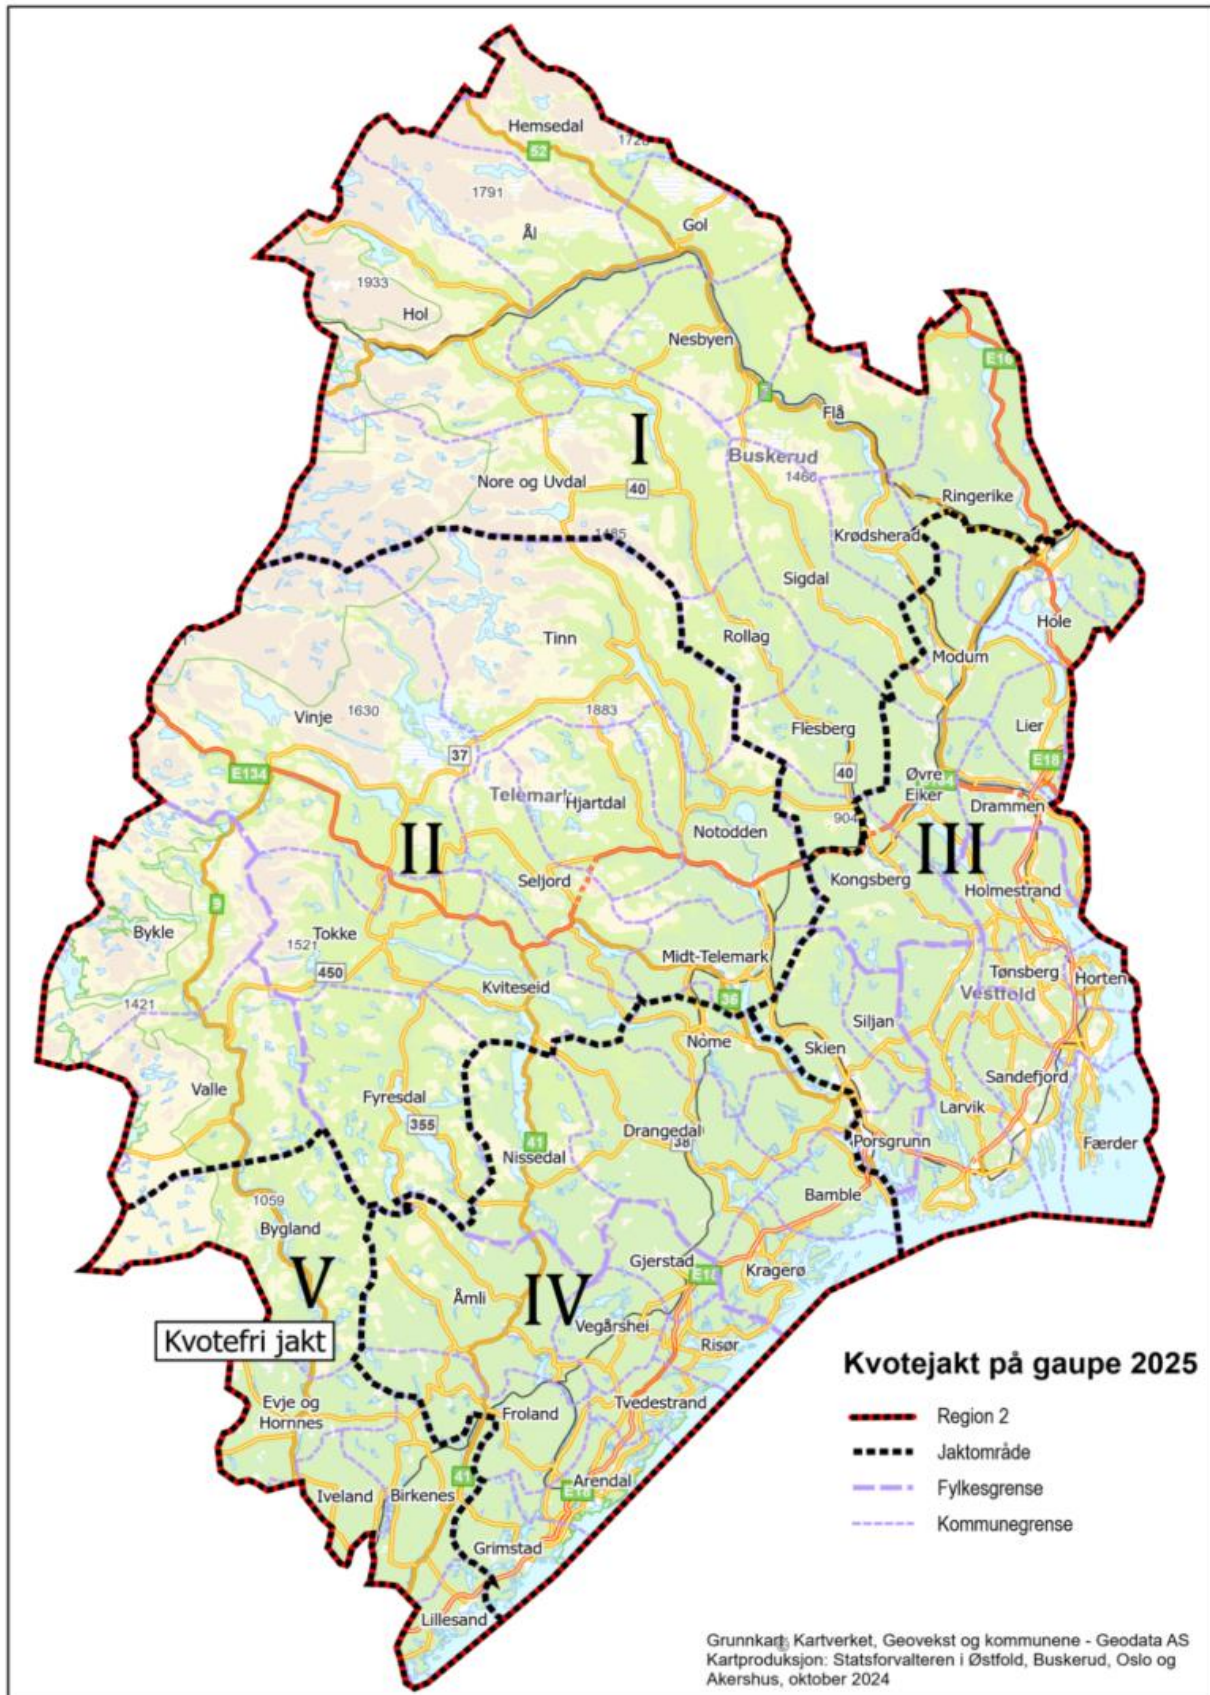 Hemsedal
52
1791
Ål
Gol
1933
Hol
Nesbyen
E16
7
Flå
I
Buskerud
1466
Nore og Uvdal
40
Ringerike
1485
Krødsherad
Sigdal
Tinn
Rollag
Hole
Modum
Vinje
1630
1883
Flesberg
Lier
37
E134
40
E18
Øvre
Eiker
Telemark
Hjartdal
Drammen
II
Notodden
904
III
Seljord
Kongsberg
Holmestrand
9
Bykle
1521
Tokke
450
Midt-Telemark
Tønsberg
Horten
1421
Kviteseid
36
Vestfold
Siljan
Nome
Skien
Valle
Fyresdal
Sandefjord
355
Larvik
41
Drangedal
38
Nissedal
Porsgrunn
Færder
1059
Bamble
Bygland
Gjerstad
Kragerø
E18
V
Åmli
IV
Vegårshei
Kvotefri jakt
Risør
Kvotejakt på gaupe 2025
Evje og
Hornnes
Froland
Tvedestrand
Region 2
Jaktområde
41
Arendal
E18
Iveland
Birkenes
Fylkesgrense
Kommunegrense
Grimstad
Lillesand
Grunnkart: Kartverket, Geovekst og kommunene - Geodata AS
Kartproduksjon: Statsforvalteren i Østfold, Buskerud, Oslo og
Akershus, oktober 2024